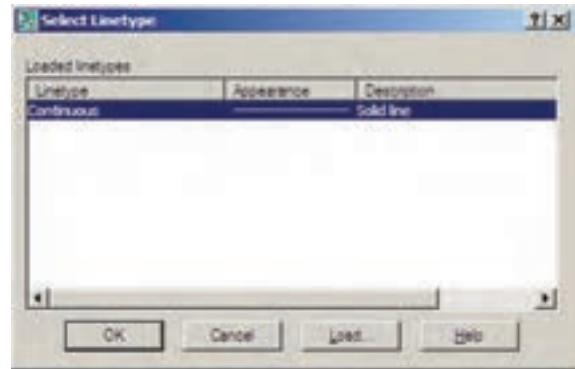 Select Linetype
Loaded linetypes
Linetype Appearance Description
Continuous Solid line
OK Cancel Load... Help